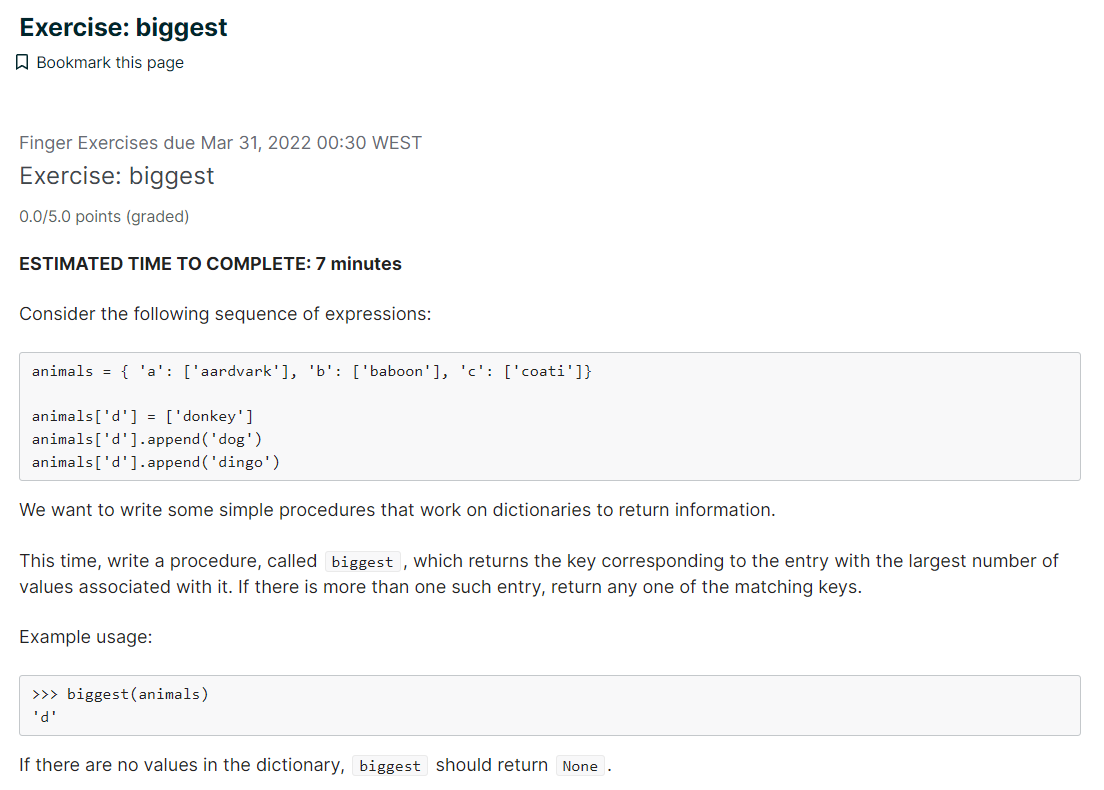 Exercise: biggest
Bookmark this page
Finger Exercises due Mar 31, 2022 00:30 WEST
Exercise: biggest
0.0/5.0 points (graded)
ESTIMATED TIME TO COMPLETE: 7 minutes
Consider the following sequence of expressions:
animals = { 'a': ['aardvark'], 'b': ['baboon'], 'c': ['coati']}
animals['d'] = ['donkey']
animals['d'].append('dog')
animals['d'].append('dingo')
We want to write some simple procedures that work on dictionaries to return information.
This time, write a procedure, called biggest , which returns the key corresponding to the entry with the largest number of
values associated with it. If there is more than one such entry, return any one of the matching keys.
Example usage:
>>> biggest(animals)
'd'
If there are no values in the dictionary, biggest should return None .